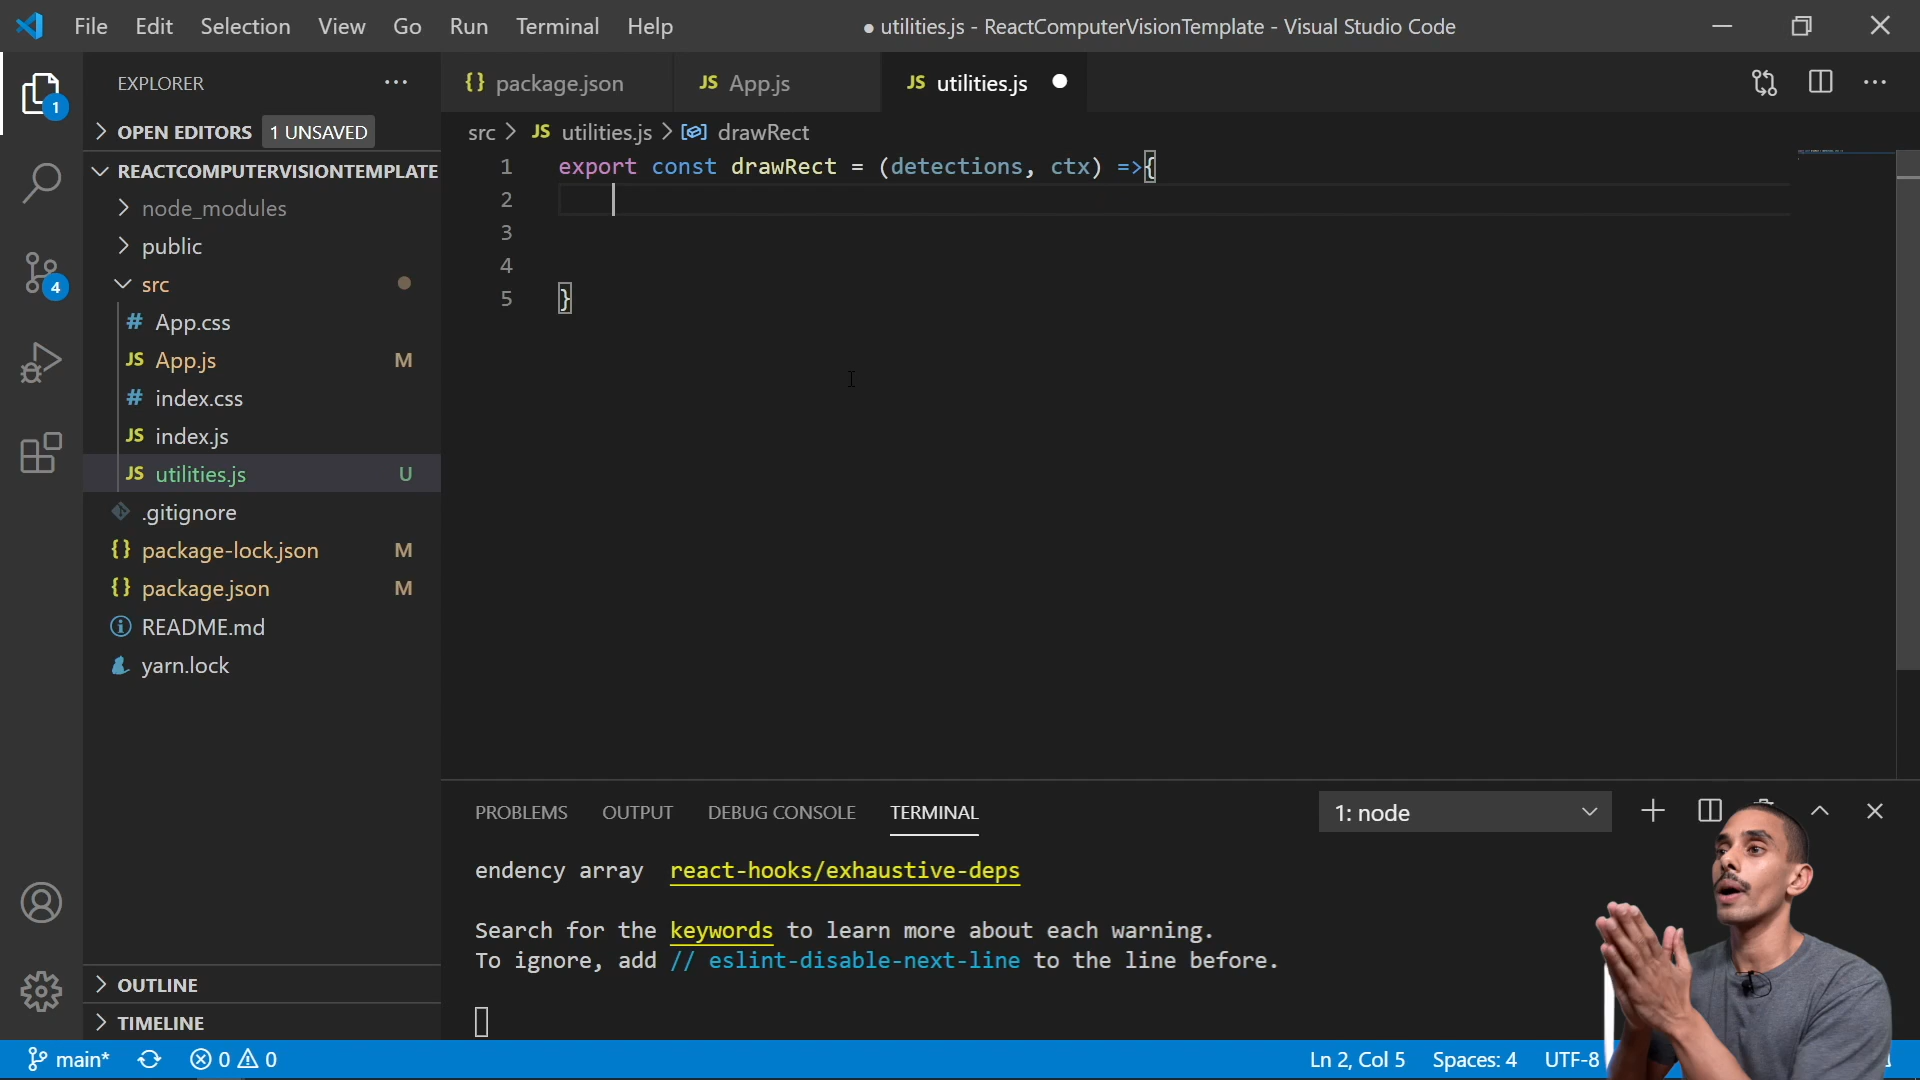 File Edit Selection View Go Run Terminal Help
● utilities.js - ReactComputerVisionTemplate - Visual Studio Code
EXPLORER
1
OPEN EDITORS 1 UNSAVED
REACTCOMPUTERVISIONTEMPLATE
node_modules
public
4
src
# App.css
JS App.js M
# index.css
JS index.js
JS utilities.js U
.gitignore
{} package-lock.json M
{} package.json M
README.md
yarn.lock
OUTLINE
TIMELINE
{} package.json JS App.js JS utilities.js
src > JS utilities.js > drawRect
1 export const drawRect = (detections, ctx) =>{
2
3
4
5 }
PROBLEMS OUTPUT DEBUG CONSOLE TERMINAL 1: node
endency array react-hooks/exhaustive-deps
Search for the keywords to learn more about each warning.
To ignore, add // eslint-disable-next-line to the line before.
main* 0 0 Ln 2, Col 5 Spaces: 4 UTF-8